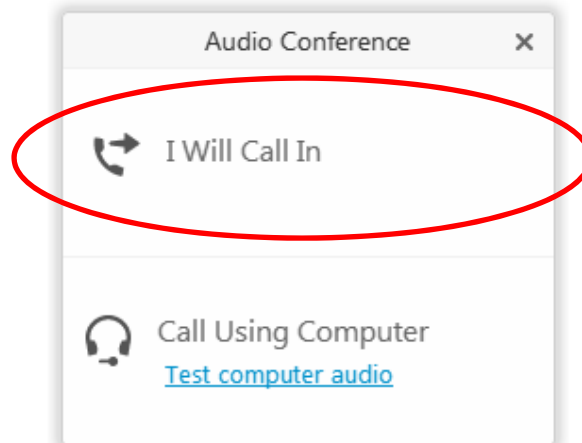 Audio Conference
I Will Call In
Call Using Computer
Test computer audio